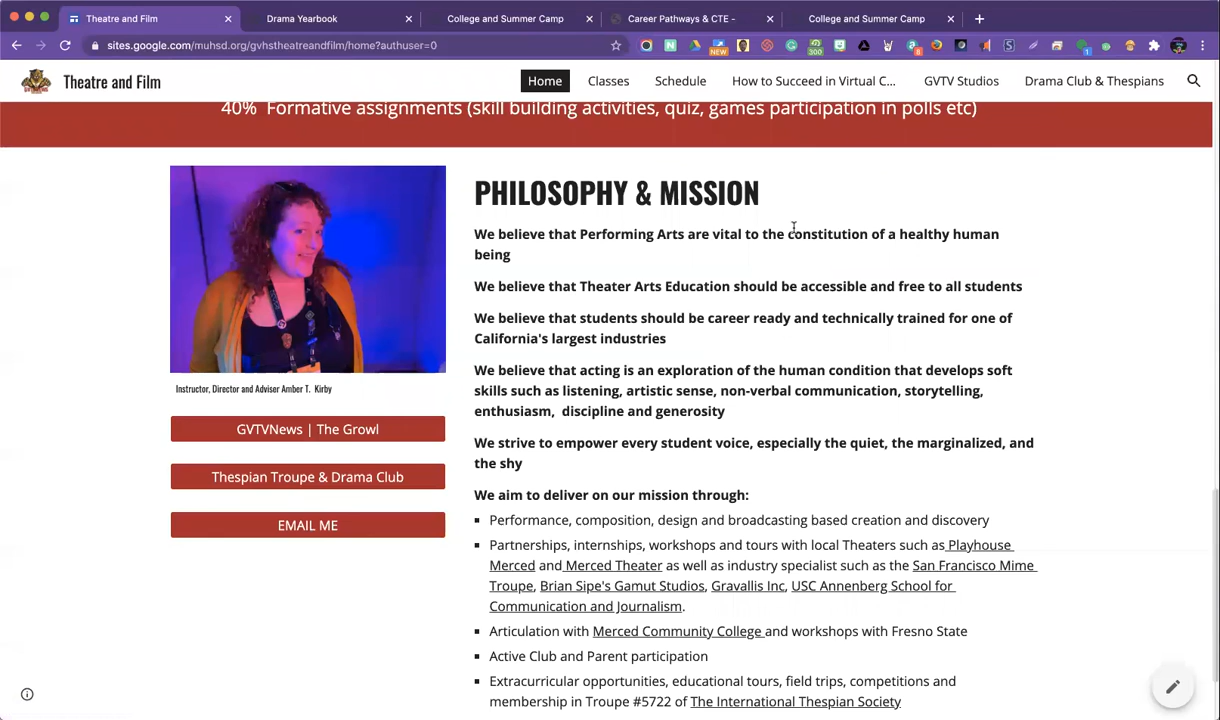 Theatre and Film
Drama Yearbook
College and Summer Camp
Career Pathways & CTE -
College and Summer Camp
sites.google.com/muhsd.org/gvhstheatreandfilm/home?authuser=0
NEW
300
8
1
Theatre and Film
Home
Classes
Schedule
How to Succeed in Virtual C...
GVTV Studios
Drama Club & Thespians
40% Formative assignments (skill building activities, quiz, games participation in polls etc)
PHILOSOPHY & MISSION
We believe that Performing Arts are vital to the constitution of a healthy human
being
We believe that Theater Arts Education should be accessible and free to all students
We believe that students should be career ready and technically trained for one of
California's largest industries
We believe that acting is an exploration of the human condition that develops soft
skills such as listening, artistic sense, non-verbal communication, storytelling,
enthusiasm, discipline and generosity
We strive to empower every student voice, especially the quiet, the marginalized, and
the shy
We aim to deliver on our mission through:
Performance, composition, design and broadcasting based creation and discovery
Partnerships, internships, workshops and tours with local Theaters such as Playhouse
Merced and Merced Theater as well as industry specialist such as the San Francisco Mime
Troupe, Brian Sipe's Gamut Studios, Gravallis Inc, USC Annenberg School for
Communication and Journalism.
Articulation with Merced Community College and workshops with Fresno State
Active Club and Parent participation
Extracurricular opportunities, educational tours, field trips, competitions and
membership in Troupe #5722 of The International Thespian Society
Instructor, Director and Adviser Amber T. Kirby
GVTVNews | The Growl
Thespian Troupe & Drama Club
EMAIL ME